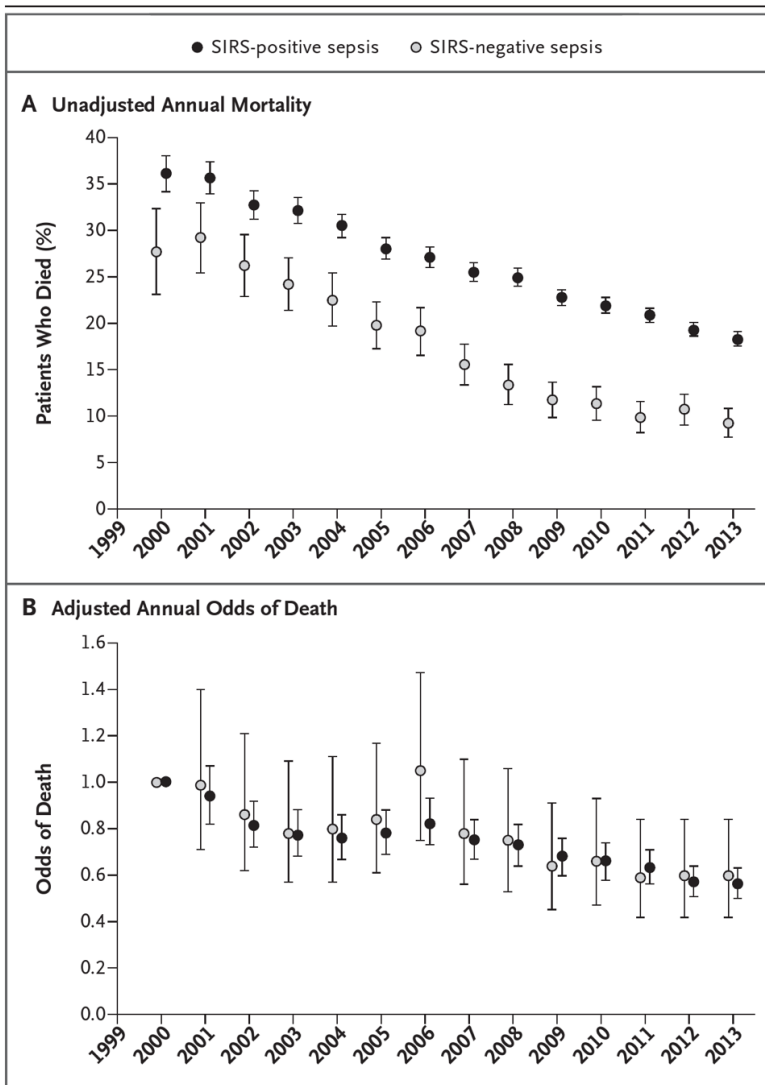 SIRS-positive sepsis SIRS-negative sepsis
A Unadjusted Annual Mortality
40
35
30
25
20
15
10
5
0
Patients Who Died (%)
1999 2000 2001 2002 2003 2004 2005 2006 2007 2008 2009 2010 2011 2012 2013
B Adjusted Annual Odds of Death
1.6
1.4
1.2
1.0
0.8
0.6
0.4
0.2
0.0
Odds of Death
1999 2000 2001 2002 2003 2004 2005 2006 2007 2008 2009 2010 2011 2012 2013